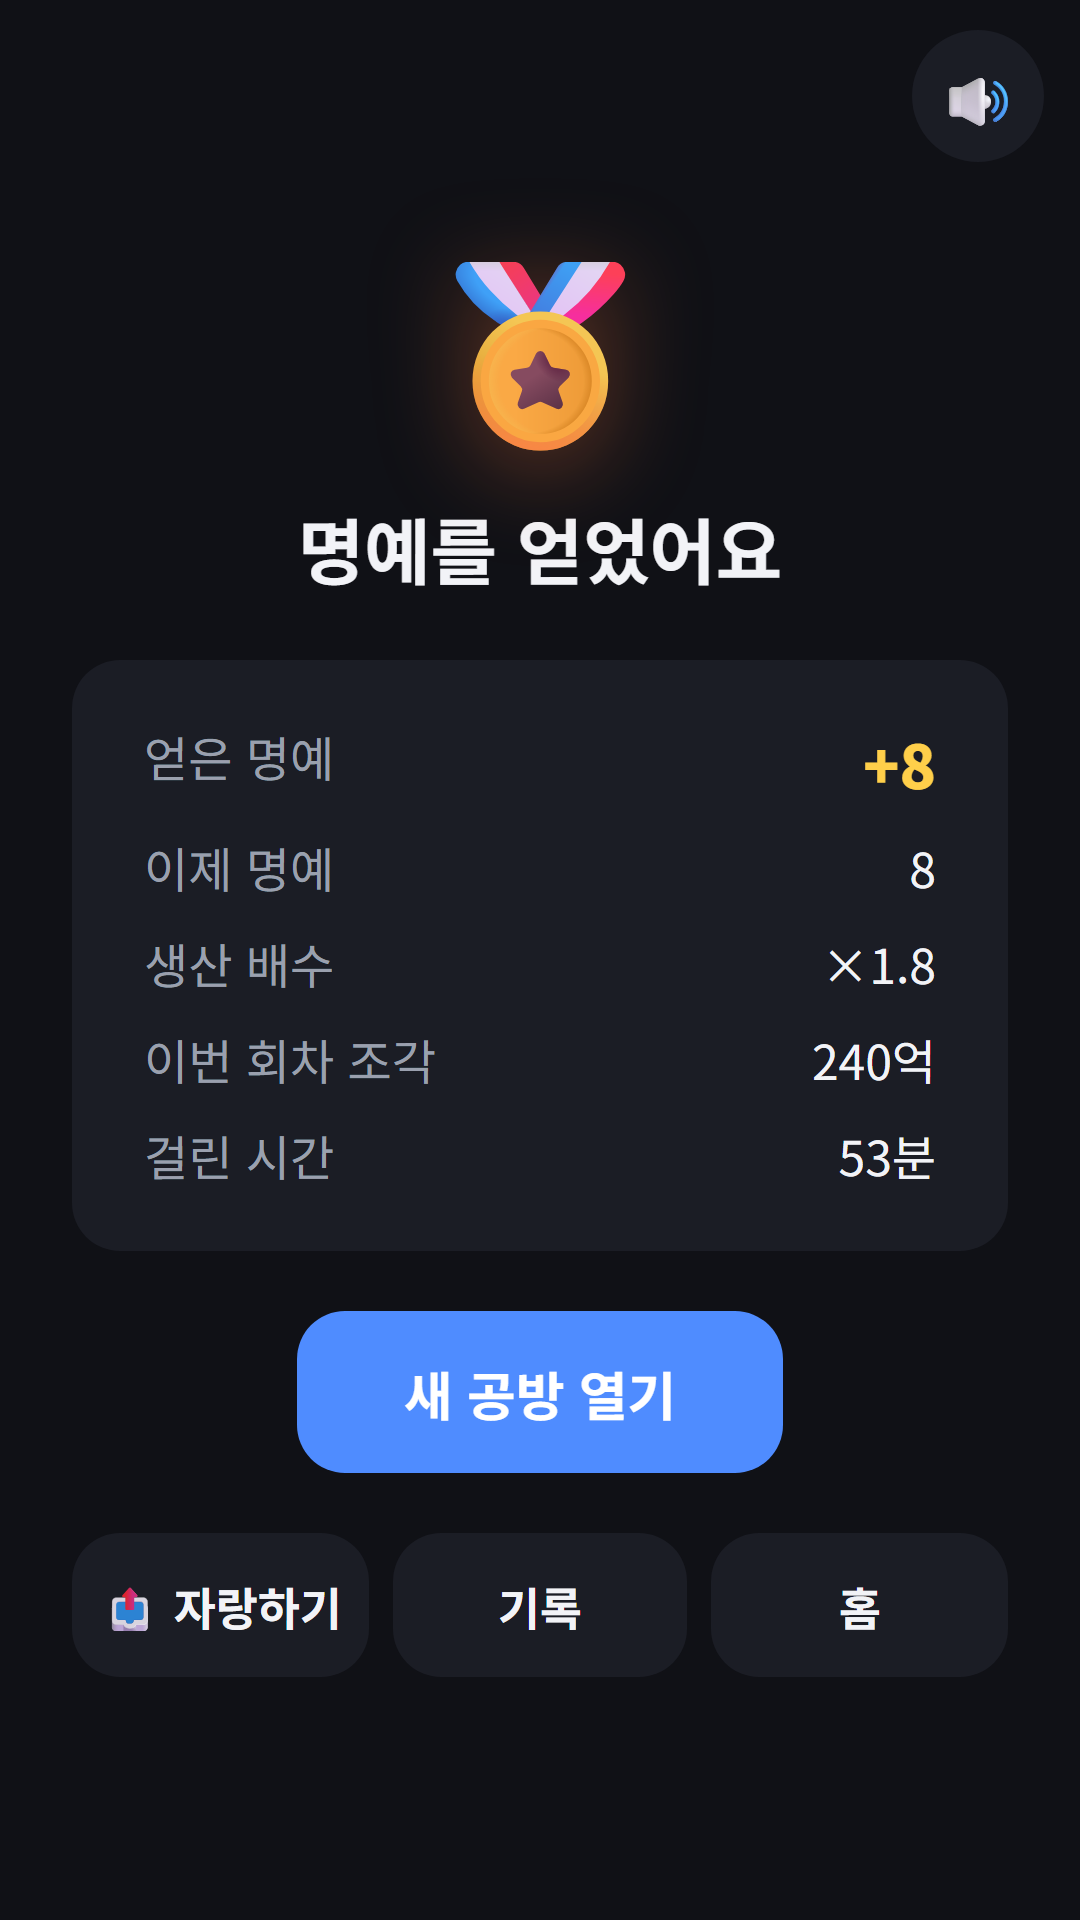 명예를 얻었어요
얻은 명예 +8
이제 명예 8
생산 배수 ×1.8
이번 회차 조각 240억
걸린 시간 53분
새 공방 열기
자랑하기 기록 홈